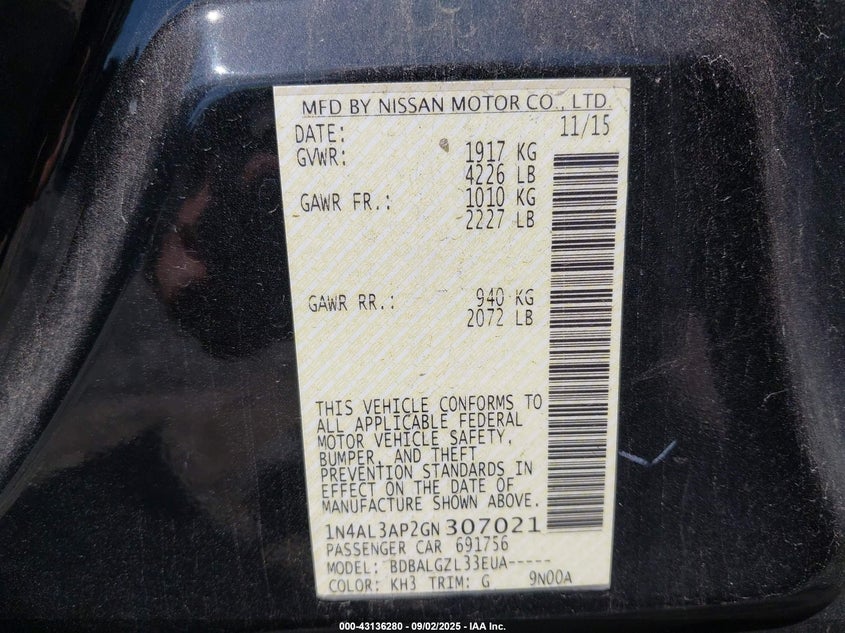 MFD BY NISSAN MOTOR CO., LTD.
DATE: 11/15
GVWR: 1917 KG
4226 LB
GAWR FR.: 1010 KG
2227 LB
GAWR RR.: 940 KG
2072 LB
THIS VEHICLE CONFORMS TO
ALL APPLICABLE FEDERAL
MOTOR VEHICLE SAFETY,
BUMPER, AND THEFT
PREVENTION STANDARDS IN
EFFECT ON THE DATE OF
MANUFACTURE SHOWN ABOVE.
1N4AL3AP2GN307021
PASSENGER CAR 691756
MODEL: BDBALGZL33EUA-----
COLOR: KH3 TRIM: G 9N00A
000-43136280 - 09/02/2025 - IAA Inc.